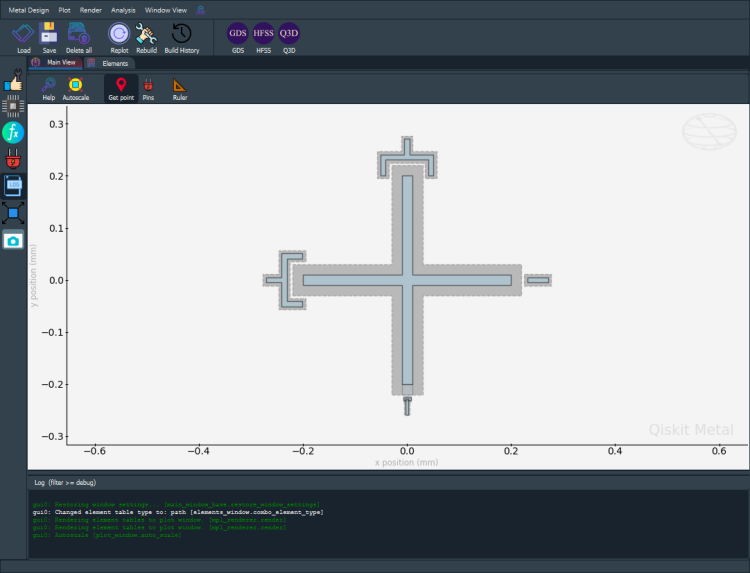 Metal Design Plot Render Analysis Window View
GDS HFSS Q3D
Load Save Delete all Replot Rebuild Build History GDS HFSS Q3D
Main View Elements
Help Autoscale Get point Pins Ruler
0.3
0.2
0.1
0.0
−0.1
−0.2
−0.3
y position (mm)
Qiskit Metal
−0.6 −0.4 −0.2 0.0 0.2 0.4 0.6
x position (mm)
Log (filter >= debug)
gui0: Restoring window settings... [main_window_base.restore_window_settings]
gui0: Changed element table type to: path [elements_window.combo_element_type]
gui0: Rendering element tables to plot window. [mpl_renderer.render]
gui0: Rendering element tables to plot window. [mpl_renderer.render]
gui0: Autoscale [plot_window.auto_scale]